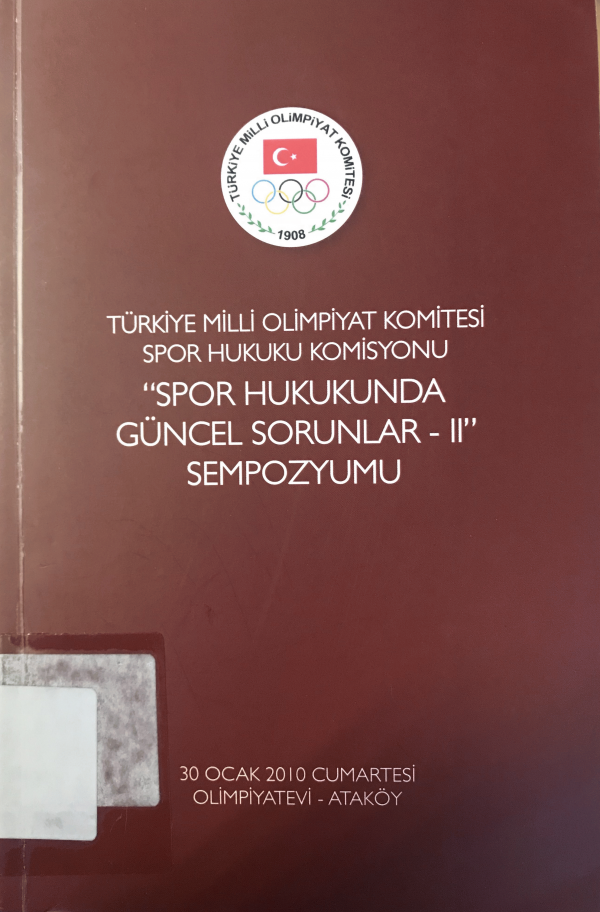 TÜRKİYE MİLLİ OLİMPİYAT KOMİTESİ
1908
TÜRKİYE MİLLİ OLİMPİYAT KOMİTESİ
SPOR HUKUKU KOMİSYONU
“SPOR HUKUKUNDA
GÜNCEL SORUNLAR - II”
SEMPOZYUMU
30 OCAK 2010 CUMARTESİ
OLİMPİYATEVİ - ATAKÖY